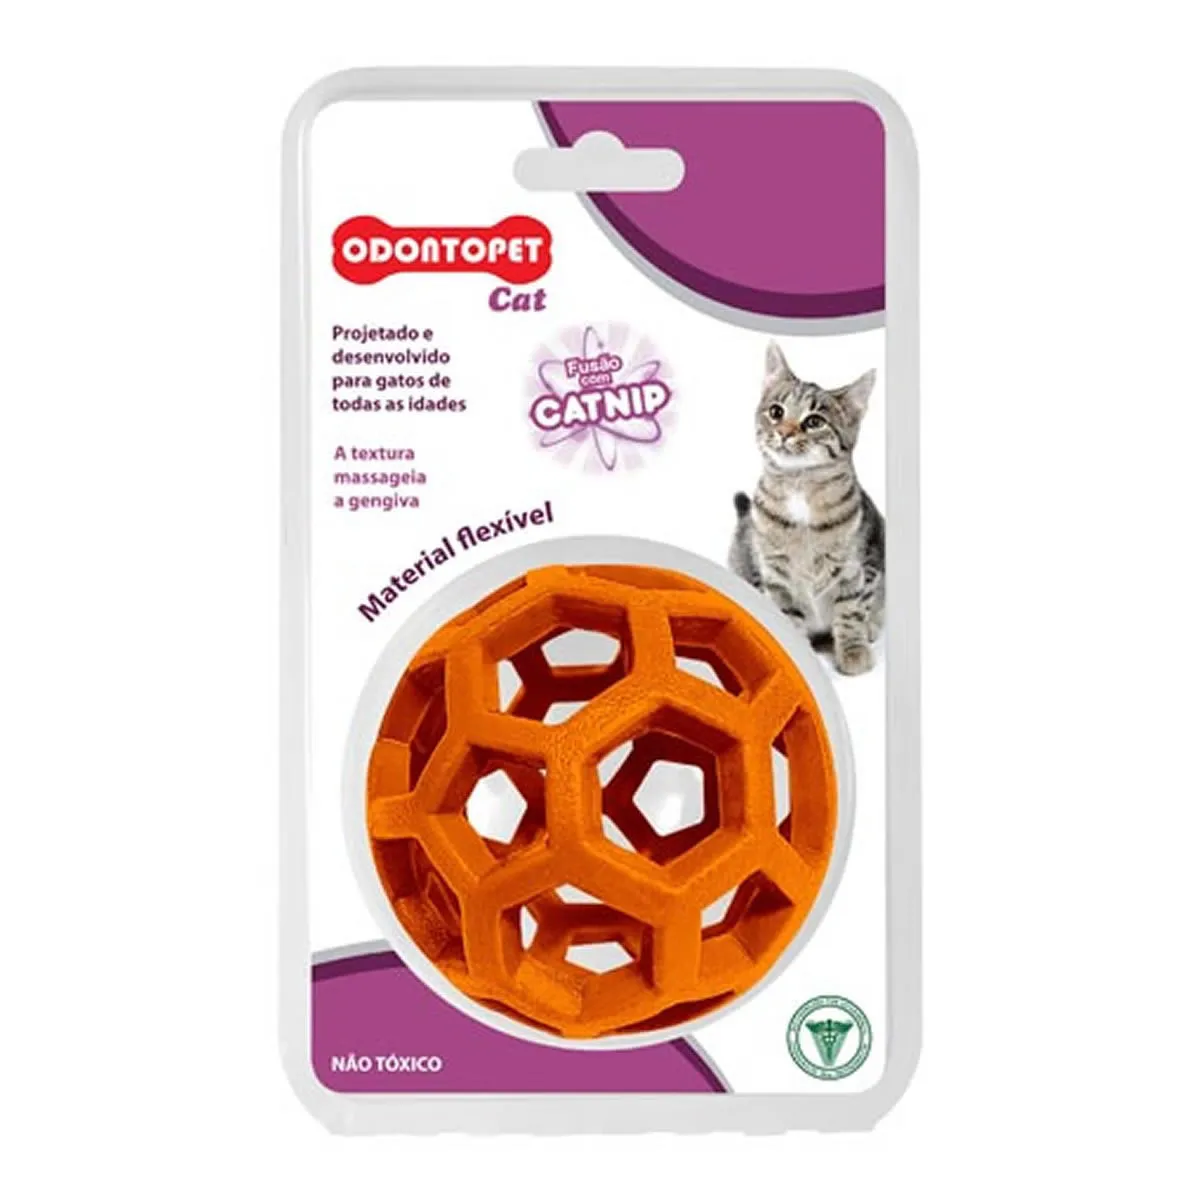 ODONTOPET
Cat
Projetado e
desenvolvido
para gatos de
todas as idades
Fusão
com
CATNIP
A textura
massageia
a gengiva
Material flexível
NÃO TÓXICO